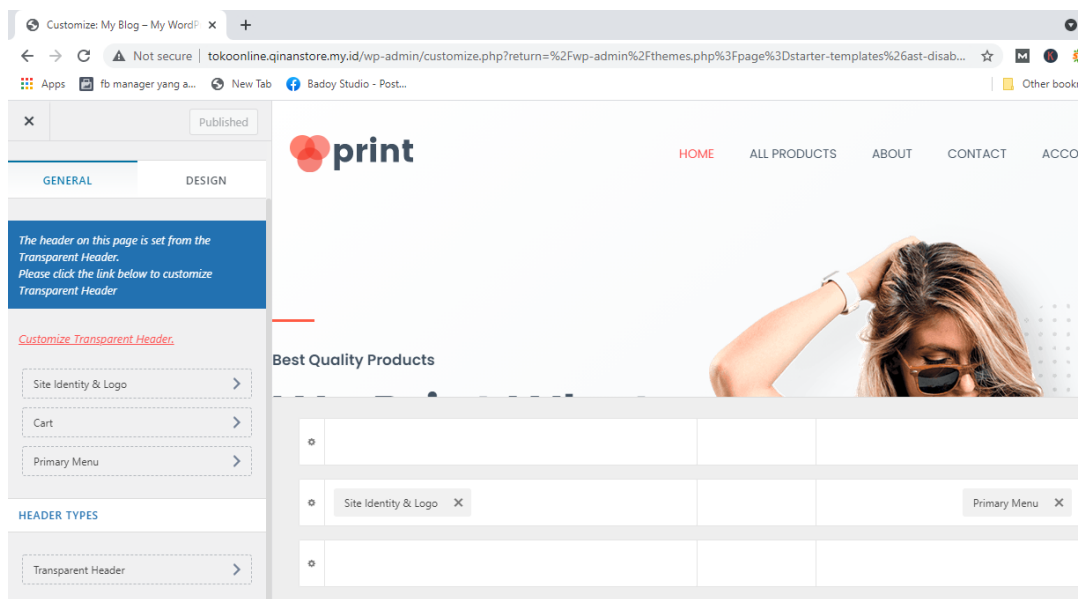 Customize: My Blog – My WordP
Not secure | tokoonline.qinanstore.my.id/wp-admin/customize.php?return=%2Fwp-admin%2Fthemes.php%3Fpage%3Dstarter-templates%26ast-disab...
Apps fb manager yang a... New Tab Badoy Studio - Post... Other bookr
Published
print
HOME ALL PRODUCTS ABOUT CONTACT ACCO
GENERAL DESIGN
The header on this page is set from the
Transparent Header.
Please click the link below to customize
Transparent Header
Customize Transparent Header.
Best Quality Products
Site Identity & Logo
Cart
Primary Menu
HEADER TYPES
Transparent Header
Site Identity & Logo Primary Menu